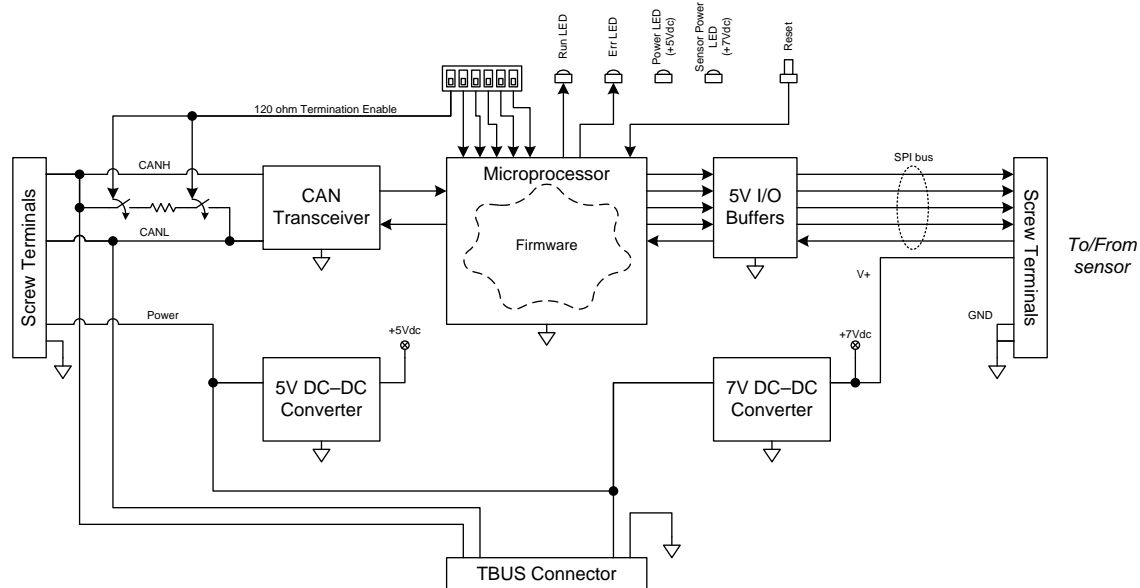 Run LED
Err LED
Power LED
(+5Vdc)
Sensor Power
LED
(+7Vdc)
Reset
120 ohm Termination Enable
CANH
CAN
Transceiver
Microprocessor
Firmware
5V I/O
Buffers
SPI bus
Screw Terminals
CANL
Power
+5Vdc
5V DC–DC
Converter
V+
+7Vdc
7V DC–DC
Converter
GND
Screw Terminals
To/From
sensor
TBUS Connector